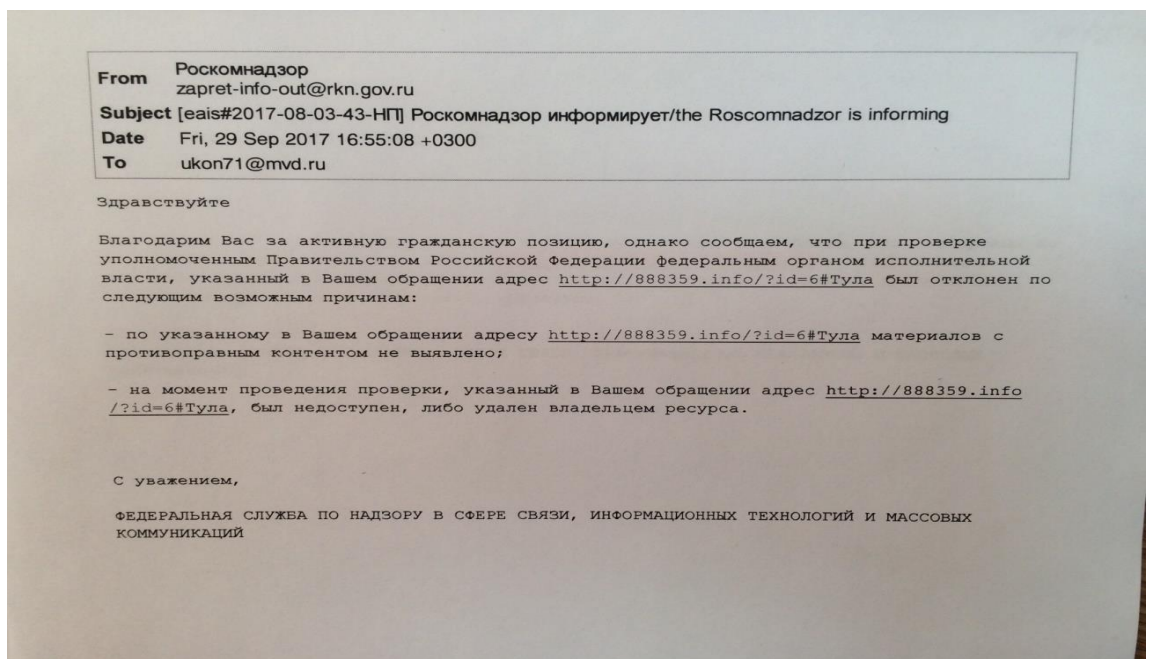 From Роскомнадзор
zapret-info-out@rkn.gov.ru
Subject [eais#2017-08-03-43-НП] Роскомнадзор информирует/the Roscomnadzor is informing
Date Fri, 29 Sep 2017 16:55:08 +0300
To ukon71@mvd.ru
Здравствуйте
Благодарим Вас за активную гражданскую позицию, однако сообщаем, что при проверке
уполномоченным Правительством Российской Федерации федеральным органом исполнительной
власти, указанный в Вашем обращении адрес http://888359.info/?id=6#Тула был отклонен по
следующим возможным причинам:
– по указанному в Вашем обращении адресу http://888359.info/?id=6#Тула материалов с
противоправным контентом не выявлено;
– на момент проведения проверки, указанный в Вашем обращении адрес http://888359.info
/?id=6#Тула, был недоступен, либо удален владельцем ресурса.
С уважением,
ФЕДЕРАЛЬНАЯ СЛУЖБА ПО НАДЗОРУ В СФЕРЕ СВЯЗИ, ИНФОРМАЦИОННЫХ ТЕХНОЛОГИЙ И МАССОВЫХ
КОММУНИКАЦИЙ